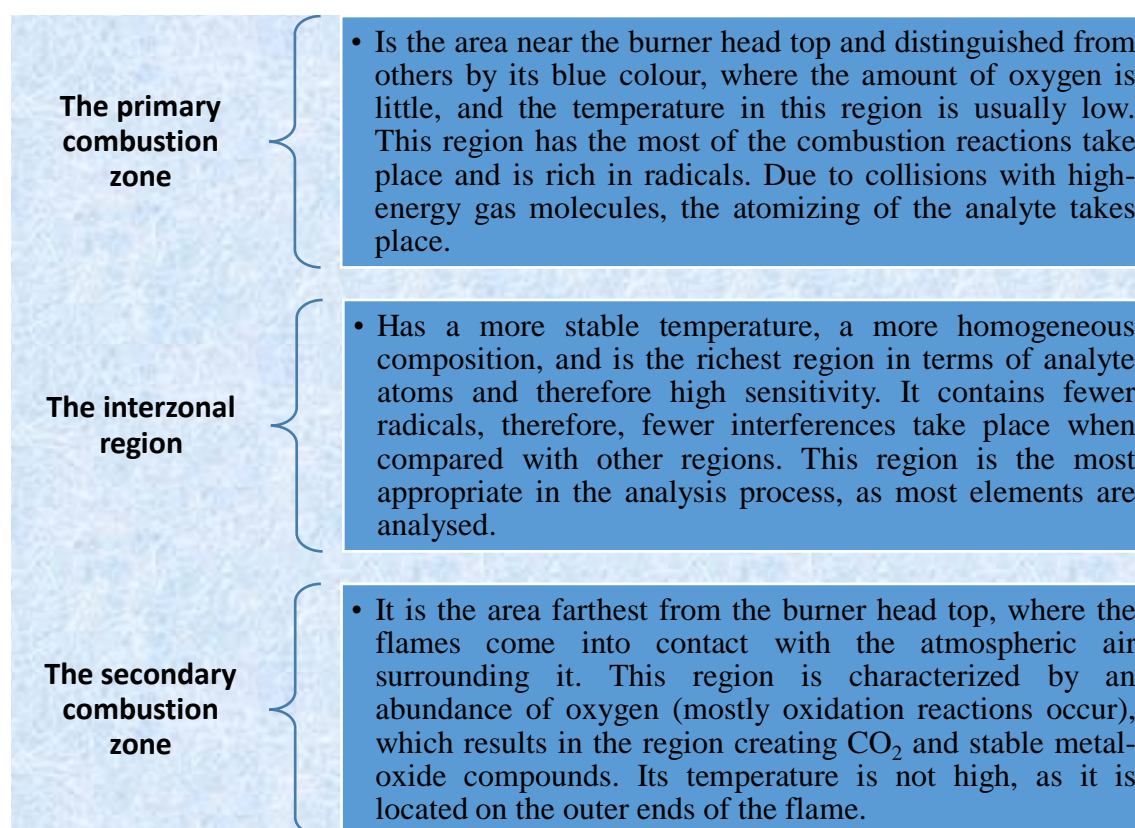 The primary
combustion
zone
• Is the area near the burner head top and distinguished from
others by its blue colour, where the amount of oxygen is
little, and the temperature in this region is usually low.
This region has the most of the combustion reactions take
place and is rich in radicals. Due to collisions with high-
energy gas molecules, the atomizing of the analyte takes
place.
The interzonal
region
• Has a more stable temperature, a more homogeneous
composition, and is the richest region in terms of analyte
atoms and therefore high sensitivity. It contains fewer
radicals, therefore, fewer interferences take place when
compared with other regions. This region is the most
appropriate in the analysis process, as most elements are
analysed.
The secondary
combustion
zone
• It is the area farthest from the burner head top, where the
flames come into contact with the atmospheric air
surrounding it. This region is characterized by an
abundance of oxygen (mostly oxidation reactions occur),
which results in the region creating CO₂ and stable metal-
oxide compounds. Its temperature is not high, as it is
located on the outer ends of the flame.